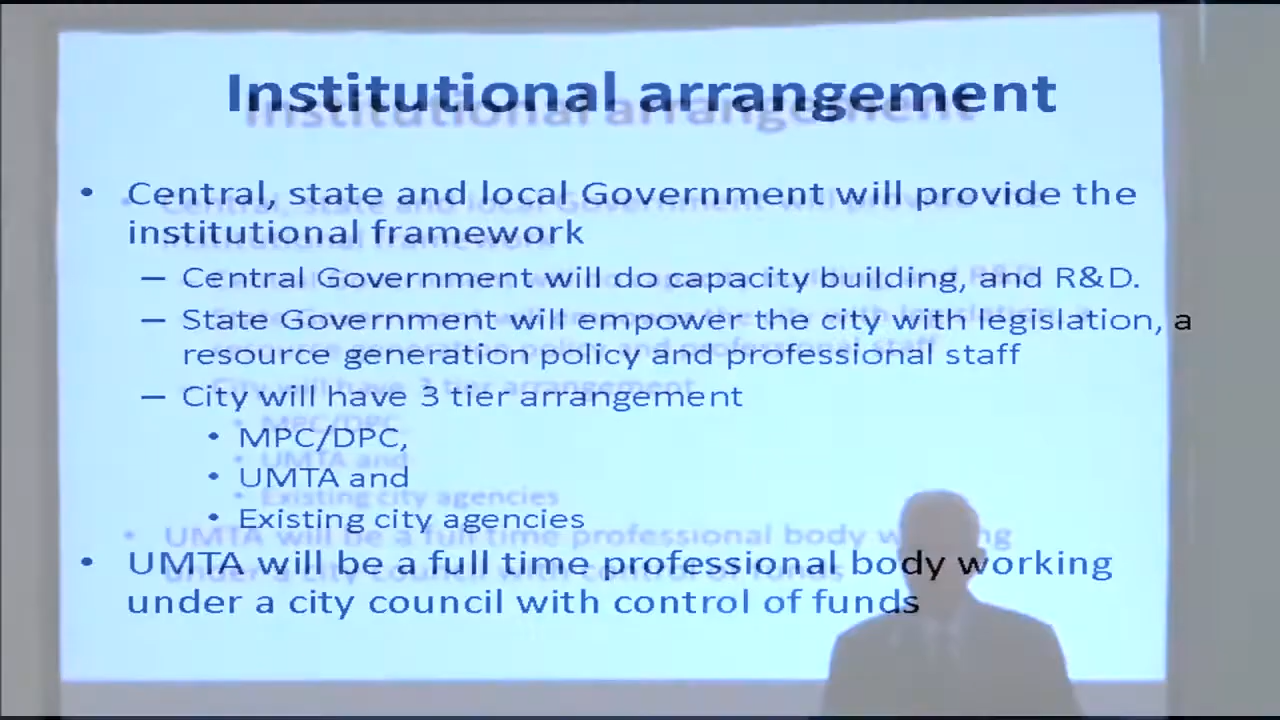 Institutional arrangement
• Central, state and local Government will provide the
institutional framework
– Central Government will do capacity building, and R&D.
– State Government will empower the city with legislation, a
resource generation policy and professional staff
– City will have 3 tier arrangement
• MPC/DPC,
• UMTA and
• Existing city agencies
• UMTA will be a full time professional body working
under a city council with control of funds